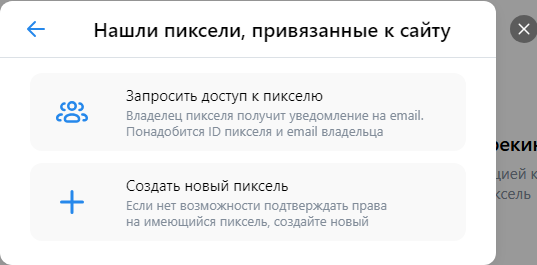 Нашли пиксели, привязанные к сайту
Запросить доступ к пикселю
Владелец пикселя получит уведомление на email.
Понадобится ID пикселя и email владельца
Создать новый пиксель
Если нет возможности подтверждать права
на имеющийся пиксель, создайте новый